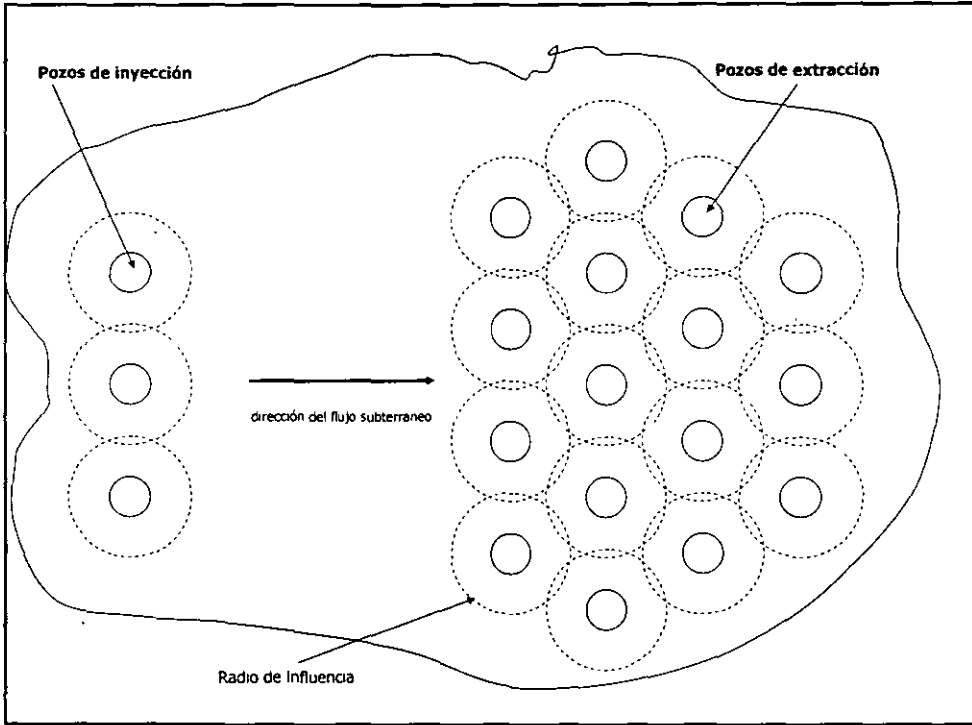 Pozos de inyección
Pozos de extracción
dirección del flujo subterraneo
Radio de Influencia